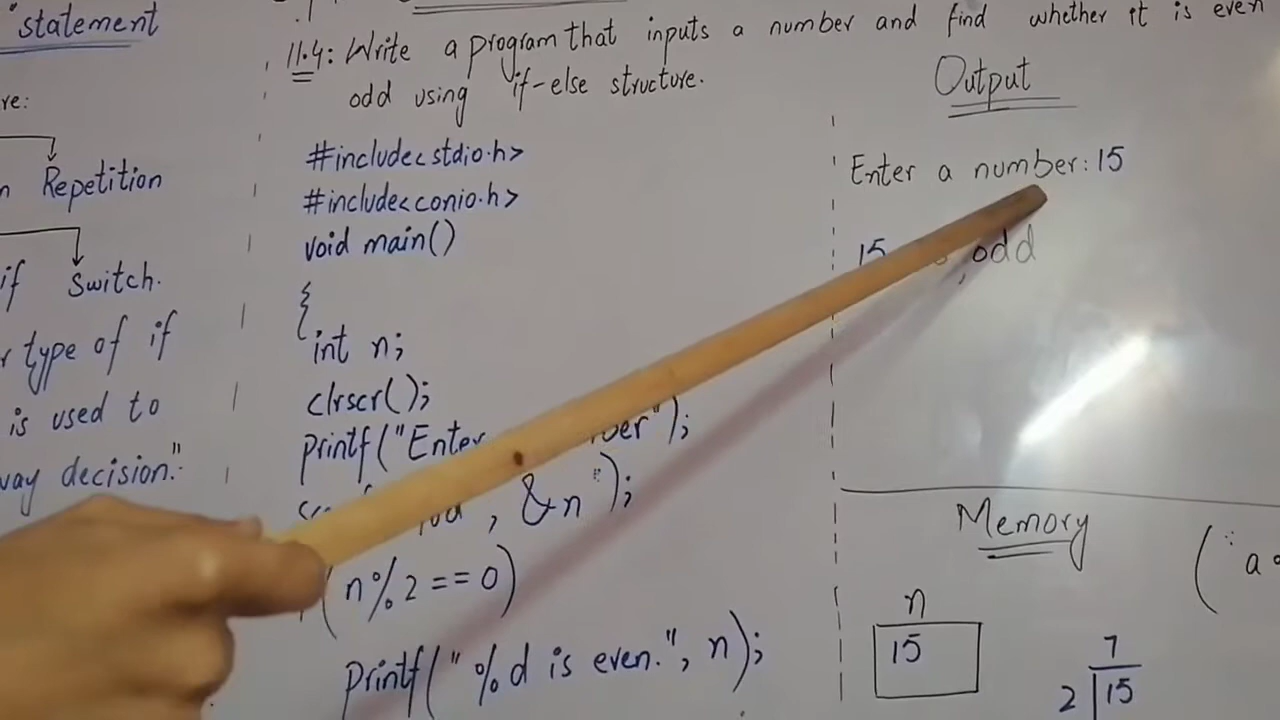 statement
re:
n Repetition
if Switch.
r type of if
is used to
way decision."
11.4: Write a program that inputs a number and find whether it is even
odd using if-else structure.
#include<stdio.h>
#include<conio.h>
void main()
{
int n;
clrscr();
printf("Enter ber");
, &n");
(n%2==0)
printf("%d is even.", n);
Output
Enter a number:15
15 odd
Memory
n
15
7
2 15
( a